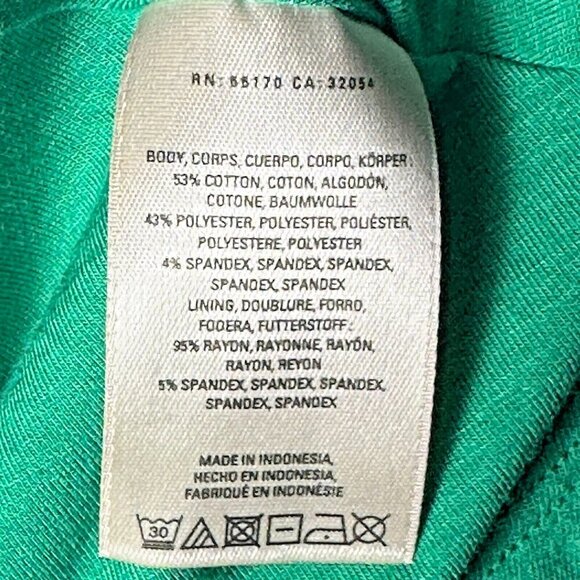 RN: 66170 CA: 32054
BODY, CORPS, CUERPO, CORPO, KÖRPER:
53% COTTON, COTON, ALGODÓN,
COTONE, BAUMWOLLE
43% POLYESTER, POLYESTER, POLIÉSTER,
POLYESTERE, POLYESTER
4% SPANDEX, SPANDEX, SPANDEX,
SPANDEX, SPANDEX
LINING, DOUBLURE, FORRO,
FODERA, FUTTERSTOFF:
95% RAYON, RAYONNE, RAYÓN,
RAYON, REYON
5% SPANDEX, SPANDEX, SPANDEX,
SPANDEX, SPANDEX
MADE IN INDONESIA,
HECHO EN INDONESIA,
FABRIQUÉ EN INDONÉSIE
30